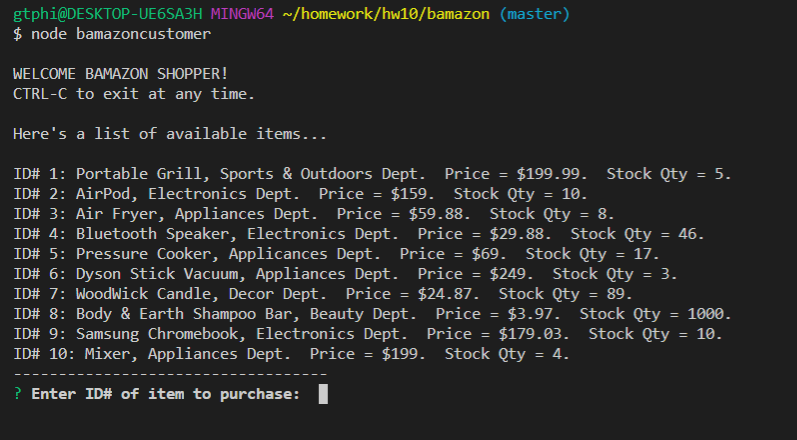 gtphi@DESKTOP-UE6SA3H MINGW64 ~/homework/hw10/bamazon (master)
$ node bamazoncustomer
WELCOME BAMAZON SHOPPER!
CTRL-C to exit at any time.
Here's a list of available items...
ID# 1: Portable Grill, Sports & Outdoors Dept.  Price = $199.99.  Stock Qty = 5.
ID# 2: AirPod, Electronics Dept.  Price = $159.  Stock Qty = 10.
ID# 3: Air Fryer, Appliances Dept.  Price = $59.88.  Stock Qty = 8.
ID# 4: Bluetooth Speaker, Electronics Dept.  Price = $29.88.  Stock Qty = 46.
ID# 5: Pressure Cooker, Applicances Dept.  Price = $69.  Stock Qty = 17.
ID# 6: Dyson Stick Vacuum, Appliances Dept.  Price = $249.  Stock Qty = 3.
ID# 7: WoodWick Candle, Decor Dept.  Price = $24.87.  Stock Qty = 89.
ID# 8: Body & Earth Shampoo Bar, Beauty Dept.  Price = $3.97.  Stock Qty = 1000.
ID# 9: Samsung Chromebook, Electronics Dept.  Price = $179.03.  Stock Qty = 10.
ID# 10: Mixer, Appliances Dept.  Price = $199.  Stock Qty = 4.
-----------------------------------
? Enter ID# of item to purchase: